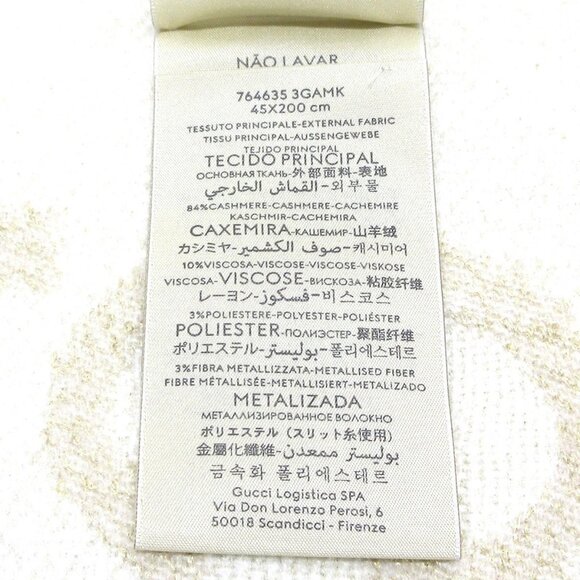 NÃO LAVAR
764635 3GAMK
45X200 cm
TESSUTO PRINCIPALE-EXTERNAL FABRIC
TISSU PRINCIPAL-AUSSENGEWEBE
TEJIDO PRINCIPAL
TECIDO PRINCIPAL
ОСНОВНАЯ ТКАНЬ-外部面料-表地
القماش الخارجي-외부물
84%CASHMERE-CASHMERE-CACHEMIRE
KASCHMIR-CACHEMIRA
CAXEMIRA-КАШЕМИР-山羊绒
カシミヤ-صوف الكشمير-캐시미어
10%VISCOSA-VISCOSE-VISCOSE-VISKOSE
VISCOSA-VISCOSE-ВИСКОЗА-粘胶纤维
レーヨン-فسكوز-비스코스
3%POLIESTERE-POLYESTER-POLIÉSTER
POLIESTER-ПОЛИЭСТЕР-聚酯纤维
ポリエステル-بوليستر-폴리에스테르
3%FIBRA METALLIZZATA-METALLISED FIBER
FIBRE MÉTALLISÉE-METALLISIERT-METALIZADO
METALIZADA
МЕТАЛЛИЗИРОВАННОЕ ВОЛОКНО
ポリエステル (スリット糸使用)
金屬化纖維-بوليستر ممعدن
금속화 폴리에스테르
Gucci Logistica SPA
Via Don Lorenzo Perosi, 6
50018 Scandicci - Firenze